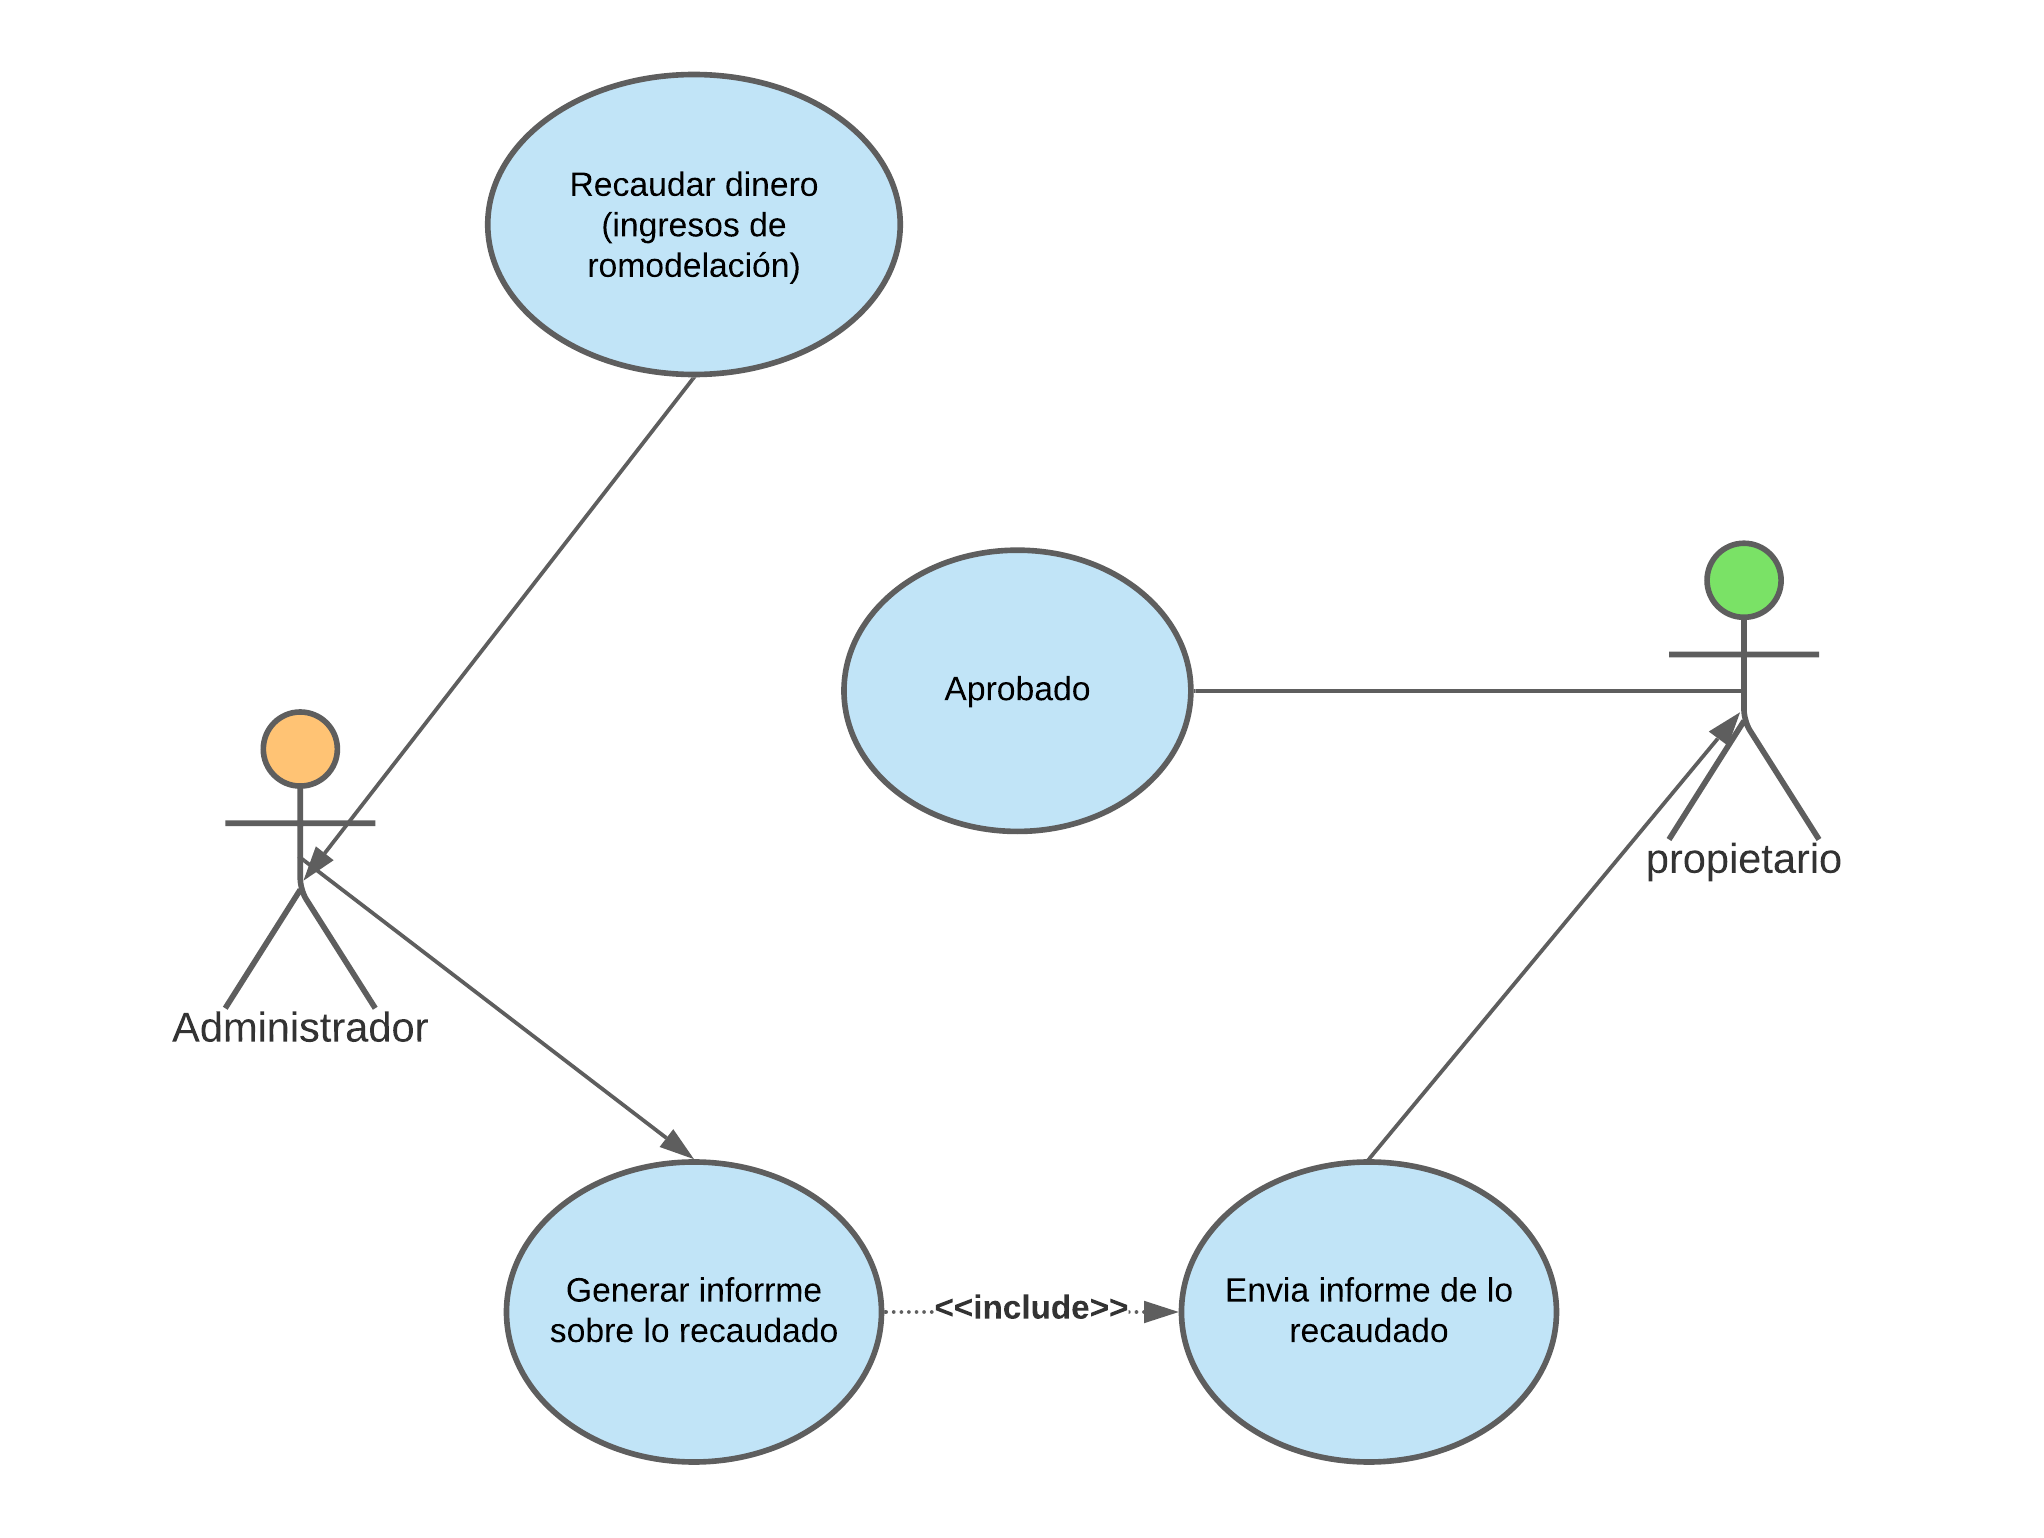 Recaudar dinero
(ingresos de
romodelación)
Aprobado
propietario
Administrador
Generar inforrme
sobre lo recaudado
<<include>>
Envia informe de lo
recaudado